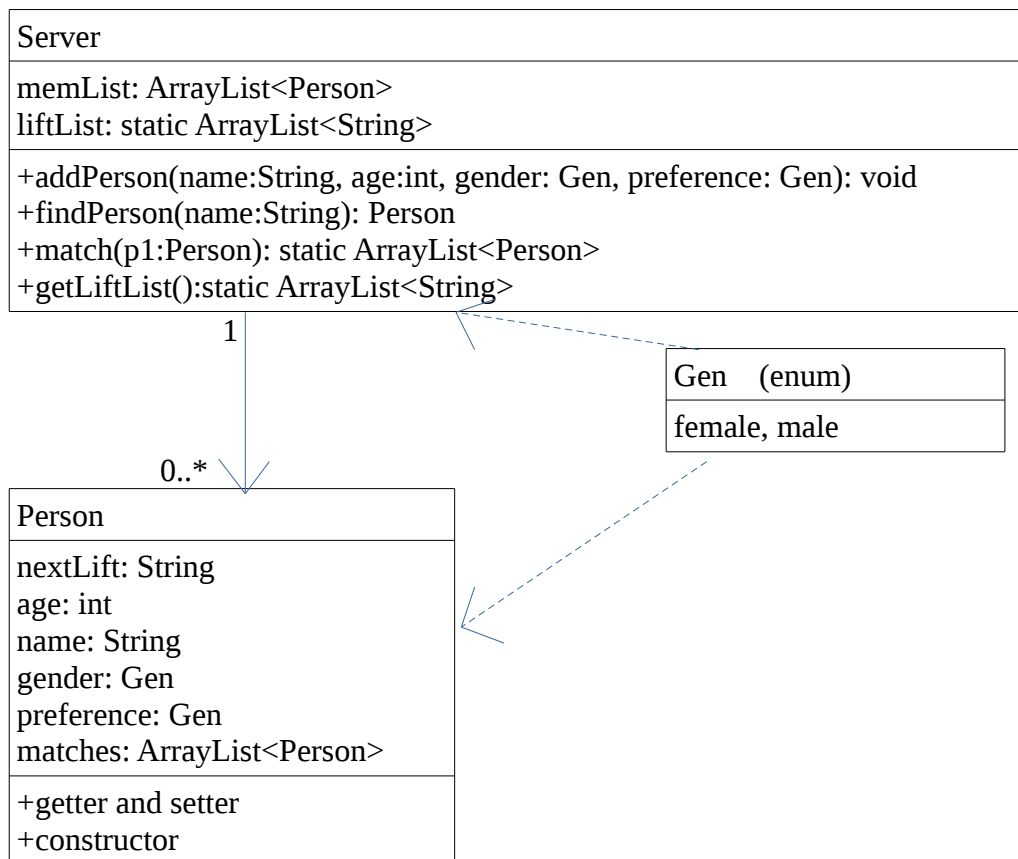 Server
memList: ArrayList<Person>
liftList: static ArrayList<String>
+addPerson(name:String, age:int, gender: Gen, preference: Gen): void
+findPerson(name:String): Person
+match(p1:Person): static ArrayList<Person>
+getLiftList():static ArrayList<String>
1
Gen (enum)
female, male
0..*
Person
nextLift: String
age: int
name: String
gender: Gen
preference: Gen
matches: ArrayList<Person>
+getter and setter
+constructor